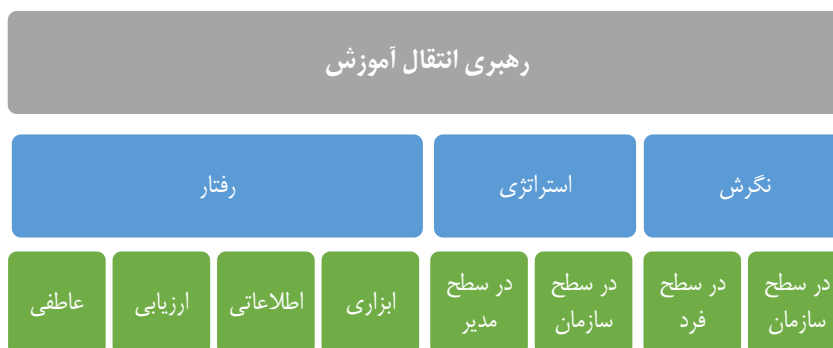 رهبری انتقال آموزش
نگرش
استراتژی
رفتار
در سطح
سازمان
در سطح
فرد
در سطح
سازمان
در سطح
مدیر
ابزاری
اطلاعاتی
ارزیابی
عاطفی